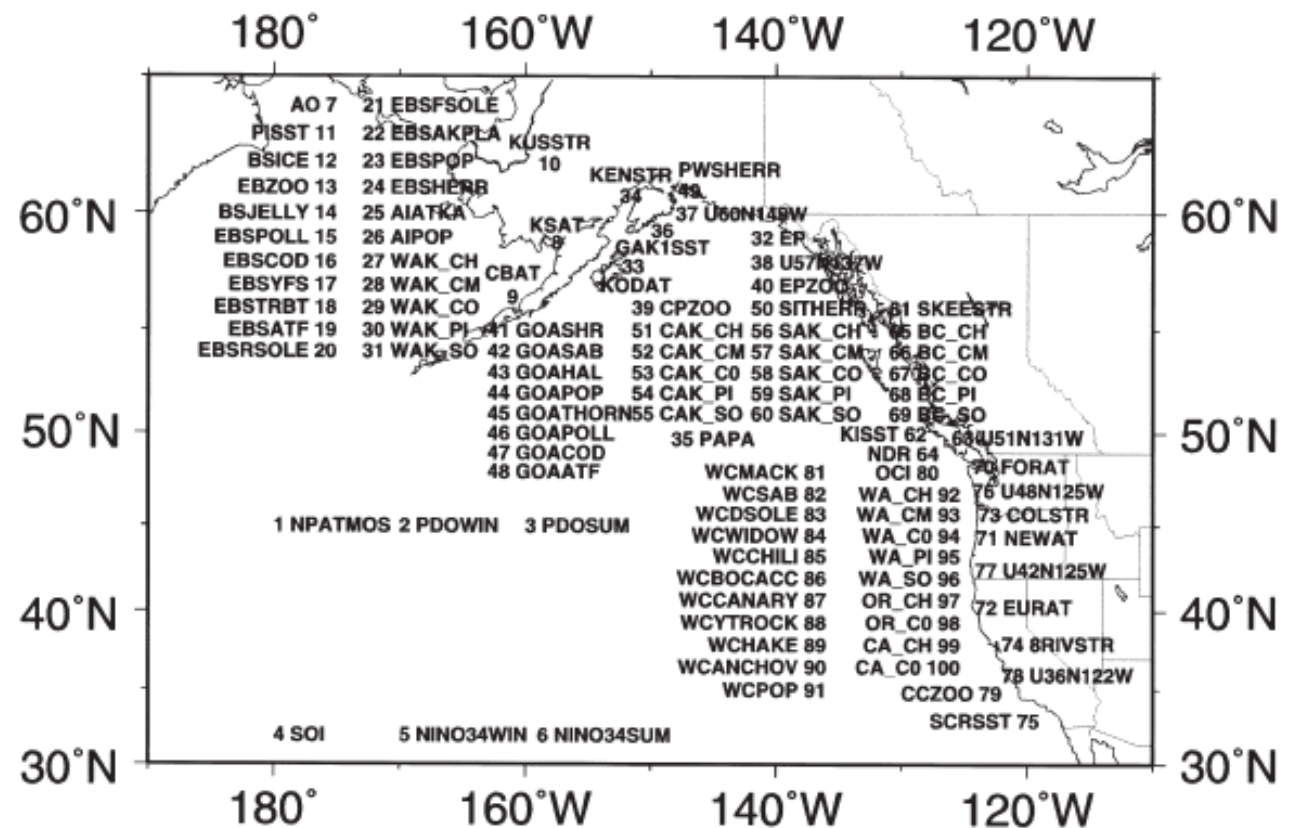 180° 160°W 140°W 120°W
AO 7 21 EBSFSOLE
PISST 11 22 EBSAKPLA
KUSSTR
BSICE 12 23 EBSPOP 10
KENSTR PWSHERR
EBZOO 13 24 EBSHERR 34 49
60°N BSJELLY 14 25 AIATKA 37 U60N149W 60°N
KSAT 36
EBSPOLL 15 26 AIPOP 8 32 EP
GAK1SST
EBSCOD 16 27 WAK_CH 33 38 U57N137W
CBAT
EBSYFS 17 28 WAK_CM KODAT 40 EPZOO
9
EBSTRBT 18 29 WAK_CO 39 CPZOO 50 SITHERR 61 SKEESTR
EBSATF 19 30 WAK_PI 41 GOASHR 51 CAK_CH 56 SAK_CH 65 BC_CH
EBSRSOLE 20 31 WAK_SO 42 GOASAB 52 CAK_CM 57 SAK_CM 66 BC_CM
43 GOAHAL 53 CAK_C0 58 SAK_CO 67 BC_CO
44 GOAPOP 54 CAK_PI 59 SAK_PI 68 BC_PI
45 GOATHORN 55 CAK_SO 60 SAK_SO 69 BC_SO
50°N 46 GOAPOLL 35 PAPA KISST 62 63 U51N131W 50°N
47 GOACOD NDR 64
48 GOAATF WCMACK 81 OCI 80 70 FORAT
WCSAB 82 WA_CH 92 76 U48N125W
1 NPATMOS 2 PDOWIN 3 PDOSUM WCDSOLE 83 WA_CM 93 73 COLSTR
WCWIDOW 84 WA_C0 94 71 NEWAT
WCCHILI 85 WA_PI 95
WCBOCACC 86 WA_SO 96 77 U42N125W
40°N WCCANARY 87 OR_CH 97 72 EURAT 40°N
WCYTROCK 88 OR_C0 98
WCHAKE 89 CA_CH 99 74 8RIVSTR
WCANCHOV 90 CA_C0 100 78 U36N122W
WCPOP 91 CCZOO 79
SCRSST 75
4 SOI 5 NINO34WIN 6 NINO34SUM
30°N 30°N
180° 160°W 140°W 120°W